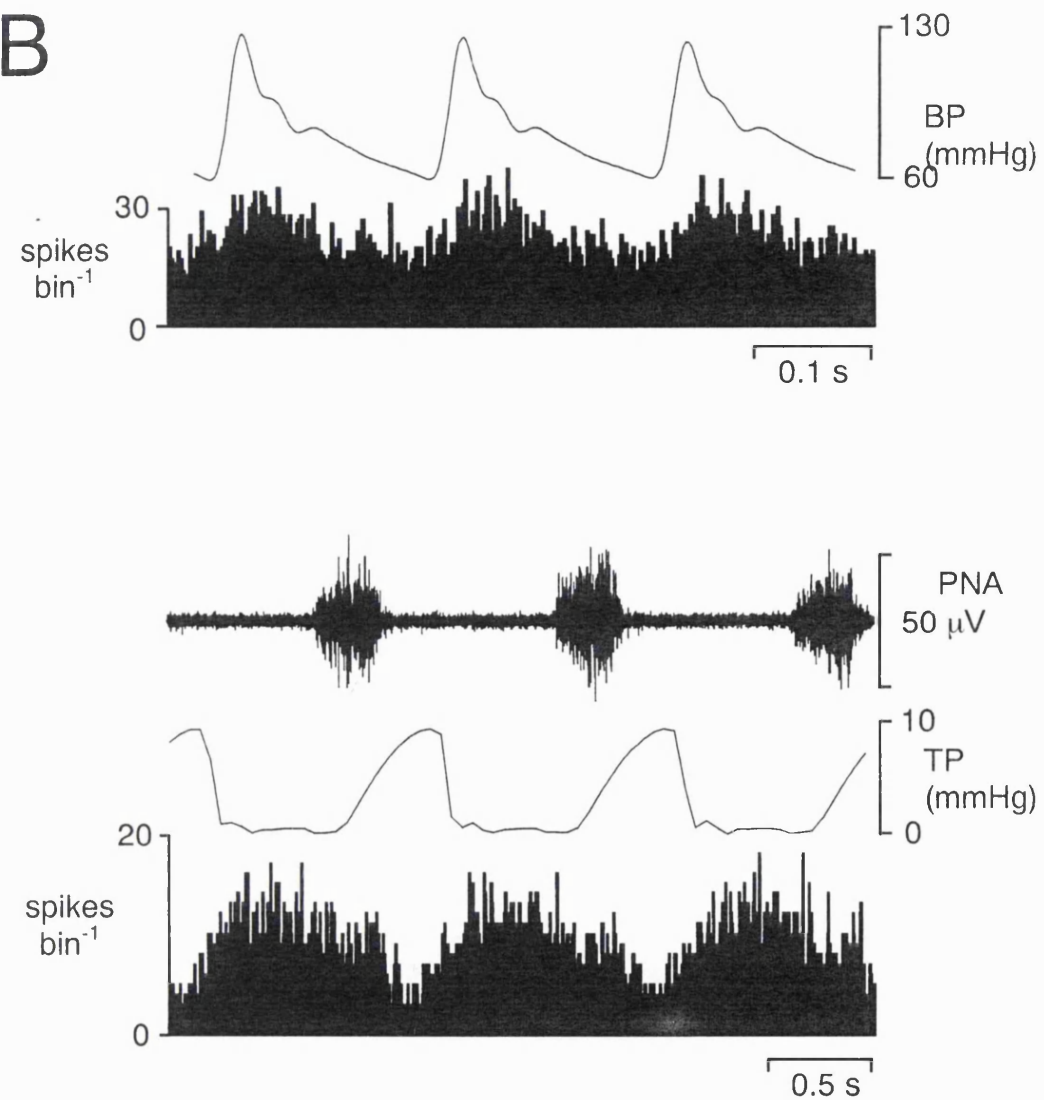 B
130
BP
(mmHg)
60
30
spikes
bin⁻¹
0
0.1 s
PNA
50 μV
10
TP
(mmHg)
0
20
spikes
bin⁻¹
0
0.5 s